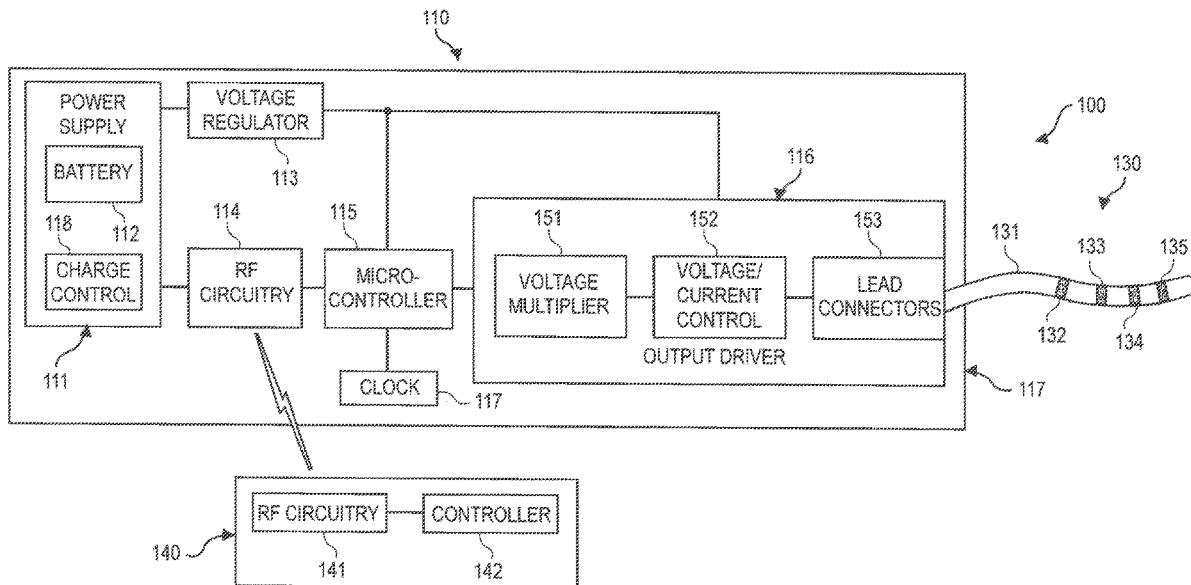 110
POWER
SUPPLY
VOLTAGE
REGULATOR
113
100
BATTERY
112
116
130
118
CHARGE
CONTROL
114
RF
CIRCUITRY
115
MICRO-
CONTROLLER
151
VOLTAGE
MULTIPLIER
152
VOLTAGE/
CURRENT
CONTROL
153
LEAD
CONNECTORS
OUTPUT DRIVER
131
133
135
132
134
111
CLOCK
117
117
RF CIRCUITRY
CONTROLLER
140
141
142